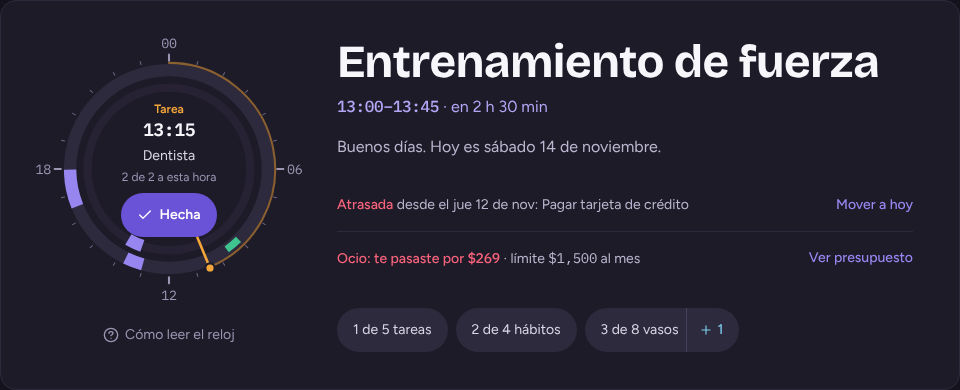 00
18
06
12
Tarea
13:15
Dentista
2 de 2 a esta hora
Hecha
Cómo leer el reloj
Entrenamiento de fuerza
13:00–13:45 · en 2 h 30 min
Buenos días. Hoy es sábado 14 de noviembre.
Atrasada desde el jue 12 de nov: Pagar tarjeta de crédito
Mover a hoy
Ocio: te pasaste por $269 · límite $1,500 al mes
Ver presupuesto
1 de 5 tareas
2 de 4 hábitos
3 de 8 vasos
+ 1